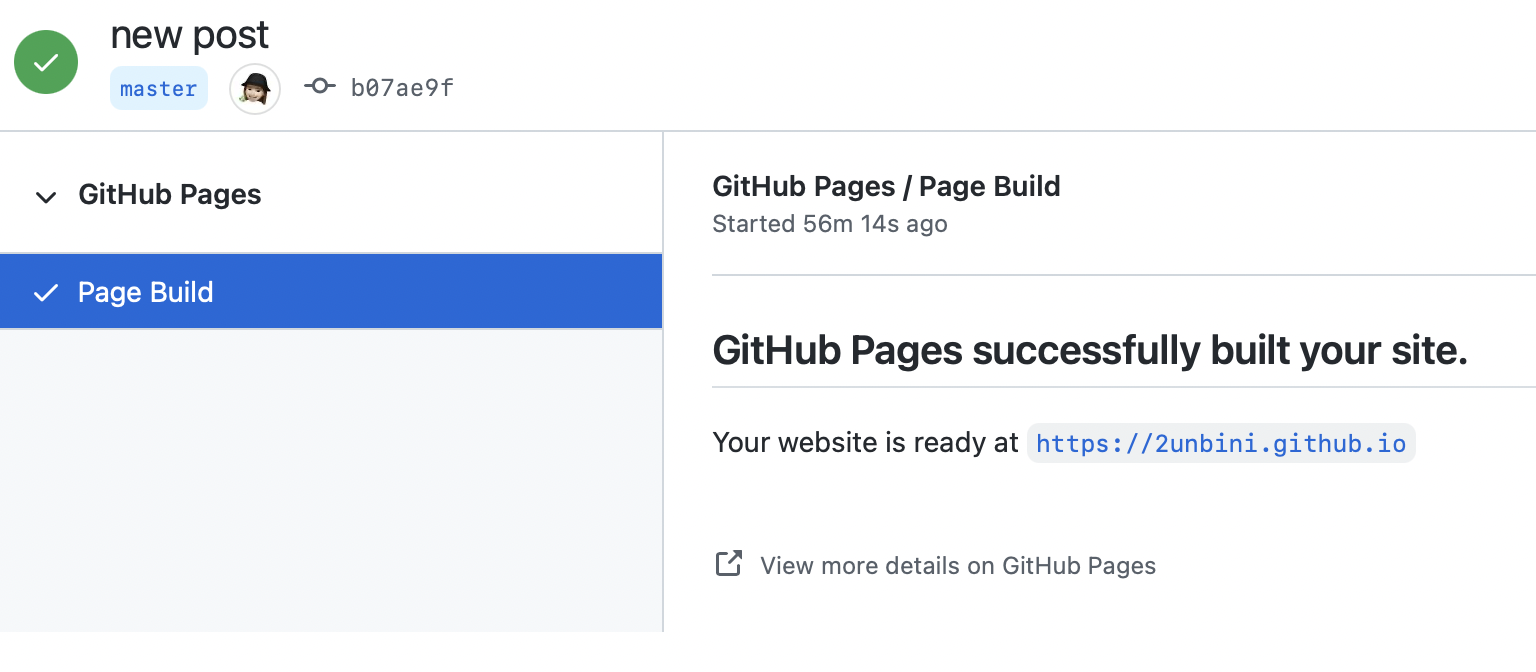 new post
master b07ae9f
GitHub Pages
Page Build
GitHub Pages / Page Build
Started 56m 14s ago
GitHub Pages successfully built your site.
Your website is ready at https://2unbini.github.io
View more details on GitHub Pages